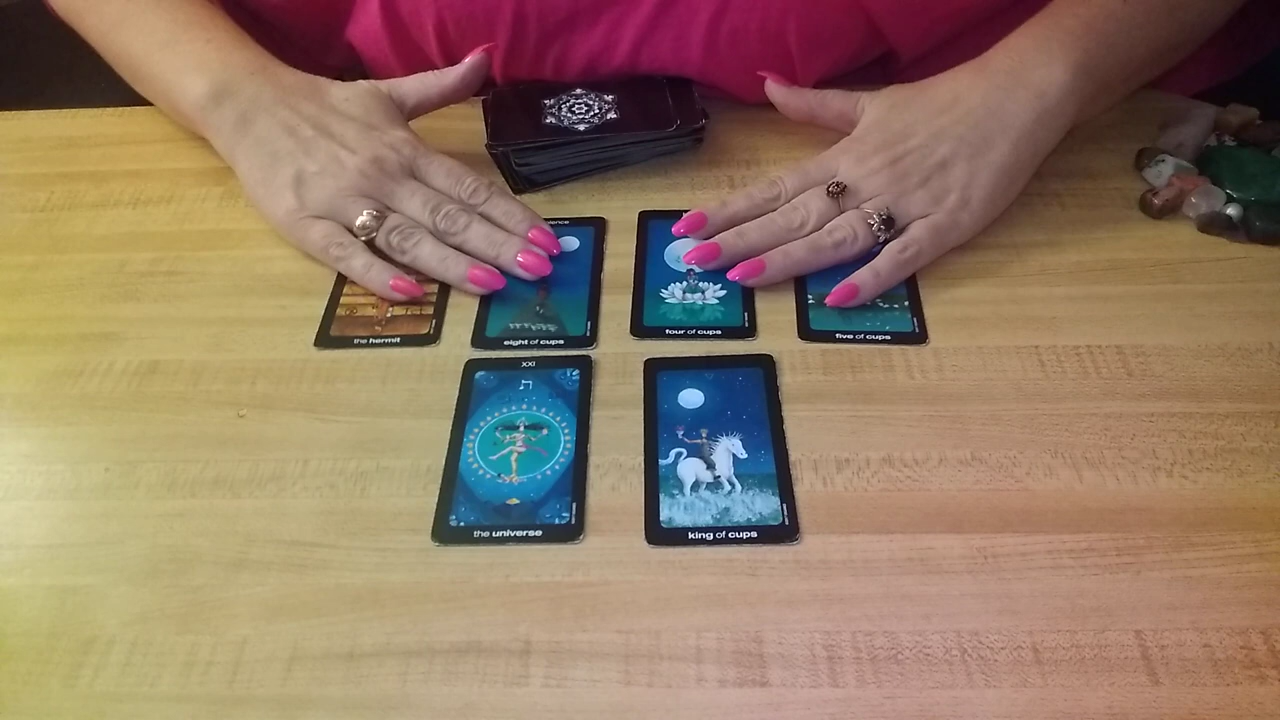 the hermit
eight of cups
four of cups
five of cups
XXI
ת
the universe
king of cups